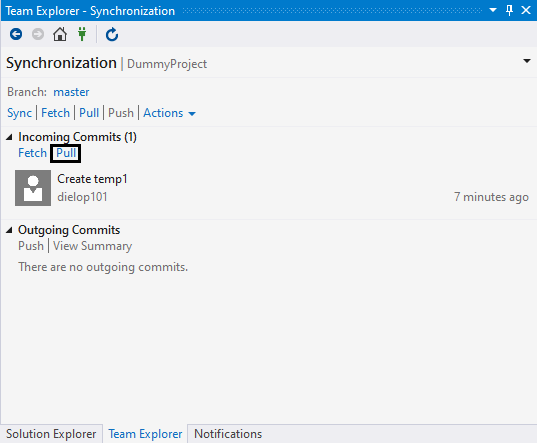 Team Explorer - Synchronization
Synchronization | DummyProject
Branch: master
Sync | Fetch | Pull | Push | Actions
Incoming Commits (1)
Fetch Pull
Create temp1
dielop101 7 minutes ago
Outgoing Commits
Push | View Summary
There are no outgoing commits.
Solution Explorer Team Explorer Notifications